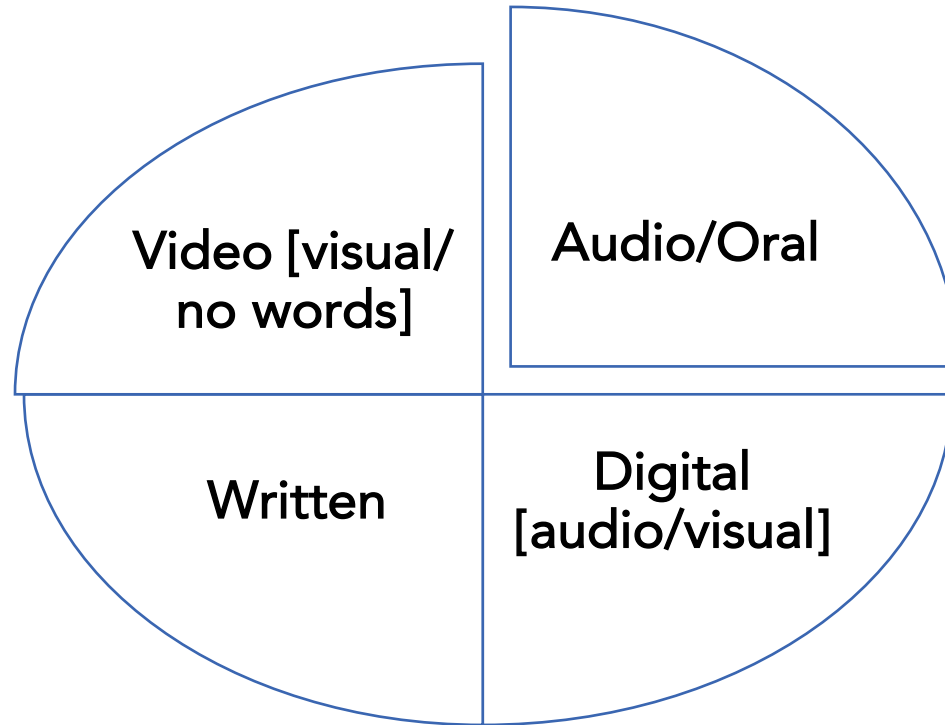 Video [visual/
no words]
Audio/Oral
Written
Digital
[audio/visual]